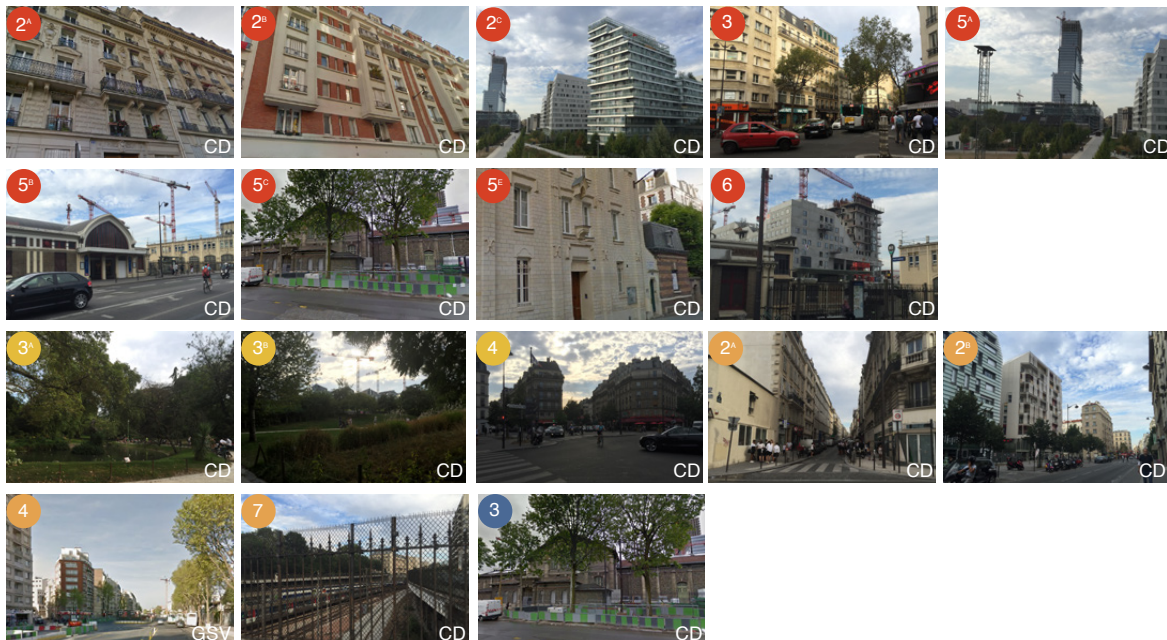 2A CD
2B CD
2C CD
3 CD
5A CD
5B CD
5C CD
5E CD
6 CD
3A CD
3B CD
4 CD
2A CD
2B CD
4 GSV
7 CD
3 CD